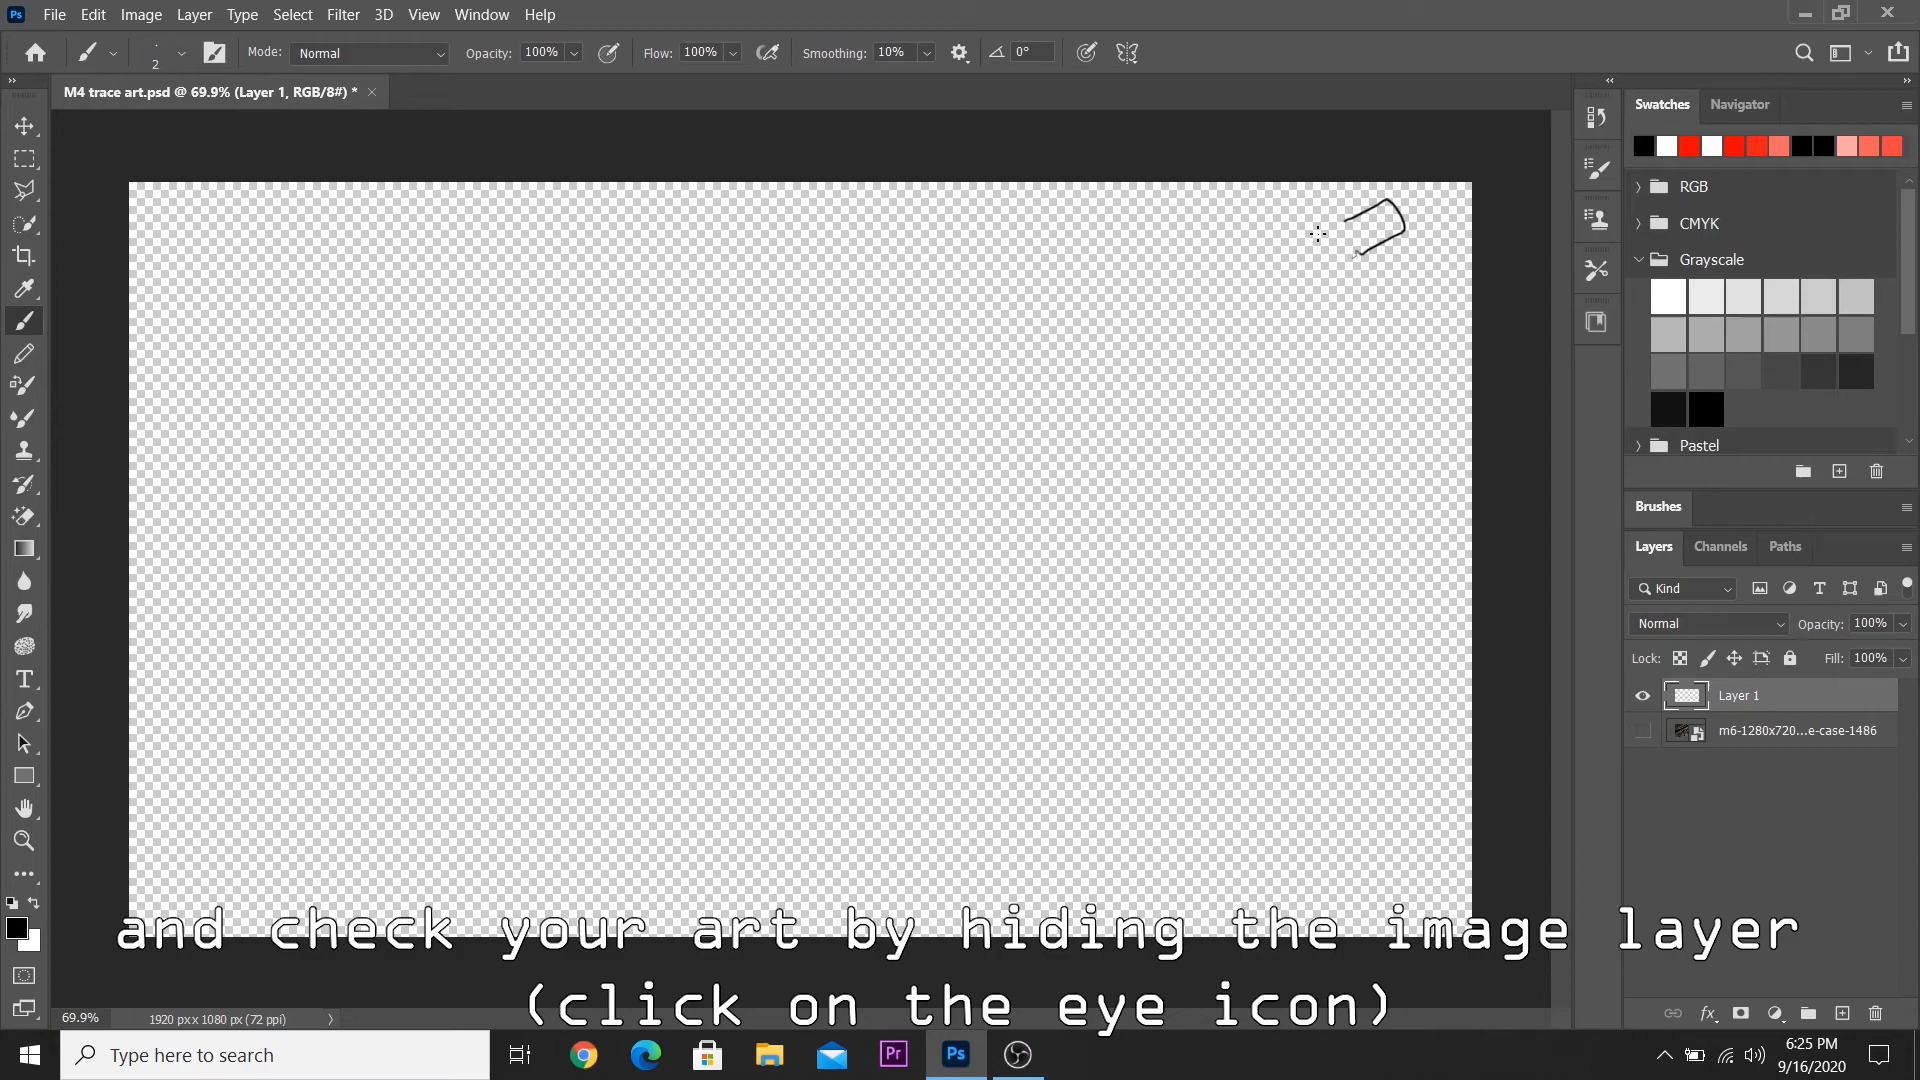 Ps File Edit Image Layer Type Select Filter 3D View Window Help
2 Mode: Normal Opacity: 100% Flow: 100% Smoothing: 10% 0°
M4 trace art.psd @ 69.9% (Layer 1, RGB/8#) *
Swatches Navigator
RGB
CMYK
Grayscale
Pastel
Brushes
Layers Channels Paths
Kind
Normal Opacity: 100%
Lock: Fill: 100%
Layer 1
m6-1280x720...e-case-1486
fx
and check your art by hiding the image layer
(click on the eye icon)
69.9% 1920 px x 1080 px (72 ppi)
Type here to search
Pr Ps
6:25 PM
9/16/2020